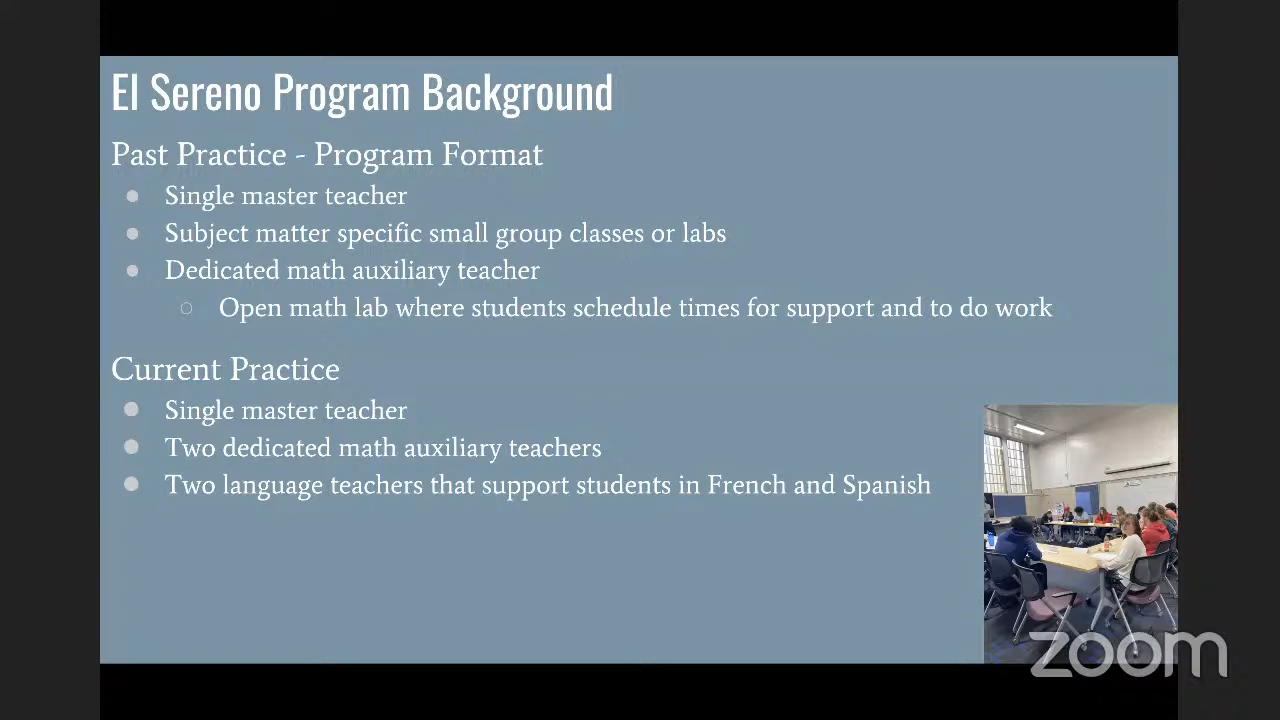 El Sereno Program Background
Past Practice - Program Format
Single master teacher
Subject matter specific small group classes or labs
Dedicated math auxiliary teacher
Open math lab where students schedule times for support and to do work
Current Practice
Single master teacher
Two dedicated math auxiliary teachers
Two language teachers that support students in French and Spanish
zoom